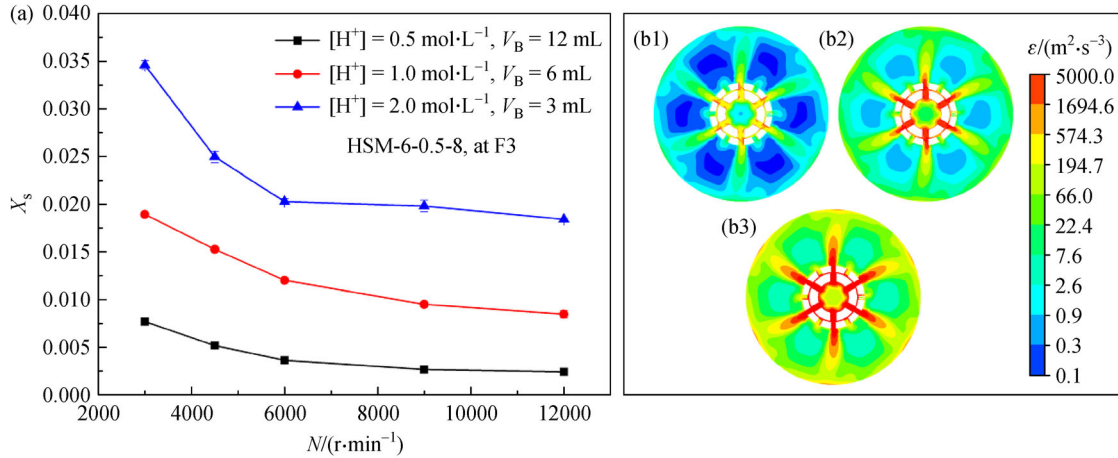 (a)
0.040
0.035
0.030
0.025
0.020
0.015
0.010
0.005
0.000
X_s
[H⁺] = 0.5 mol·L⁻¹, V_B = 12 mL
[H⁺] = 1.0 mol·L⁻¹, V_B = 6 mL
[H⁺] = 2.0 mol·L⁻¹, V_B = 3 mL
HSM-6-0.5-8, at F3
2000 4000 6000 8000 10000 12000
N/(r·min⁻¹)
(b1)
(b2)
(b3)
ε/(m²·s⁻³)
5000.0
1694.6
574.3
194.7
66.0
22.4
7.6
2.6
0.9
0.3
0.1